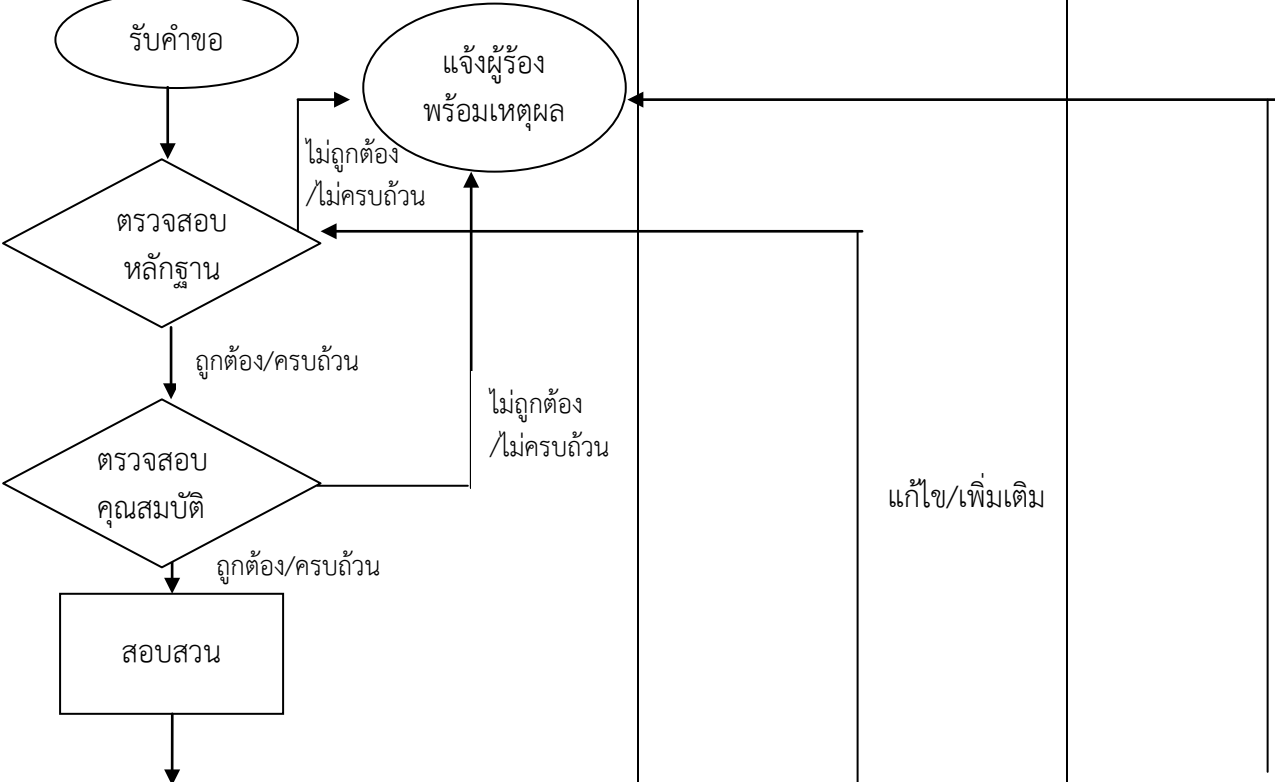 รับคำขอ
แจ้งผู้ร้อง
พร้อมเหตุผล
ไม่ถูกต้อง
/ไม่ครบถ้วน
ตรวจสอบ
หลักฐาน
ถูกต้อง/ครบถ้วน
ไม่ถูกต้อง
/ไม่ครบถ้วน
ตรวจสอบ
คุณสมบัติ
แก้ไข/เพิ่มเติม
ถูกต้อง/ครบถ้วน
สอบสวน